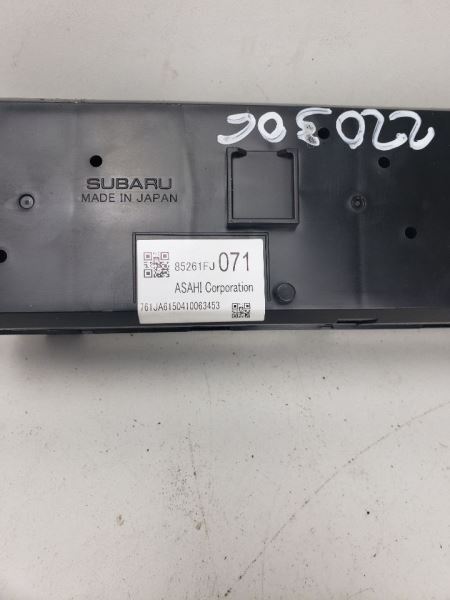 220306
SUBARU
MADE IN JAPAN
85261FJ 071
ASAHI Corporation
761JA6150410063453